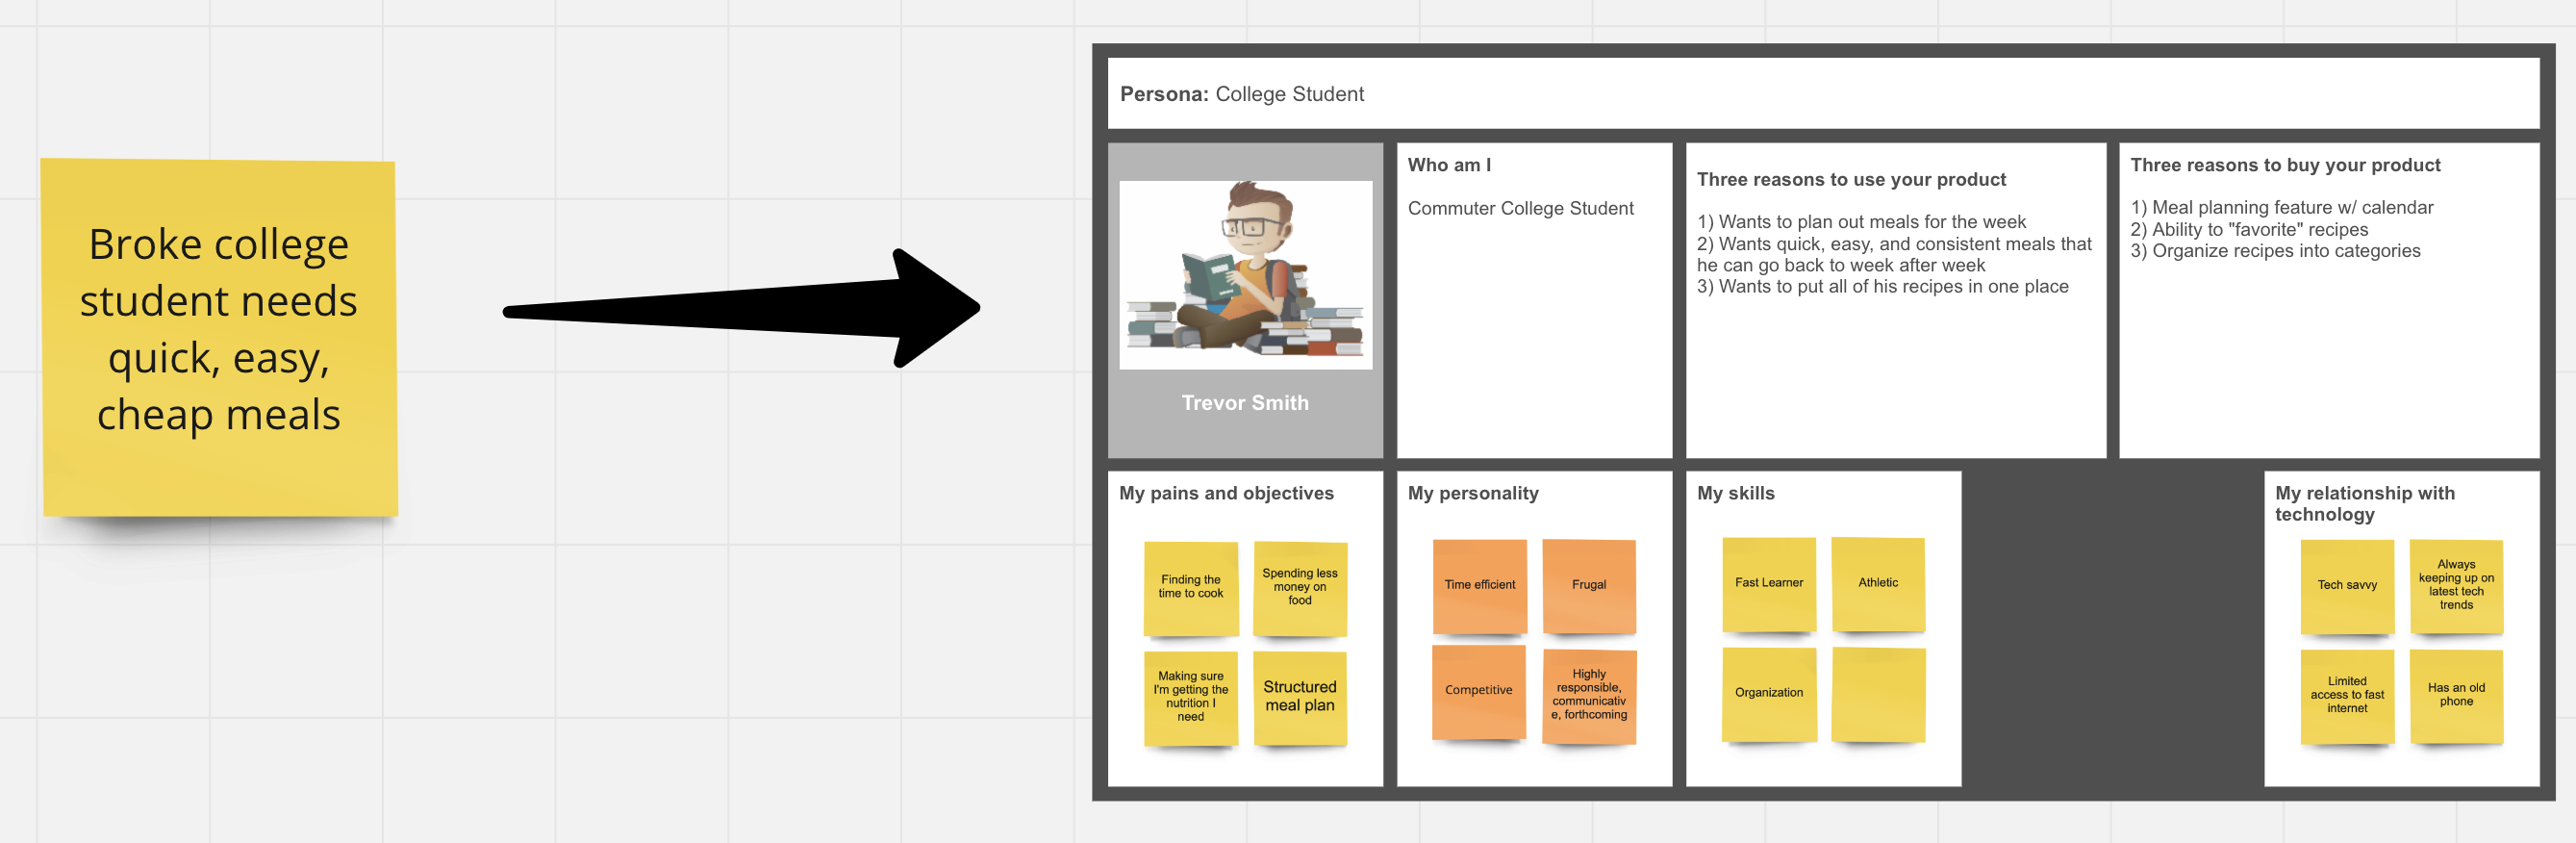 Broke college
student needs
quick, easy,
cheap meals
Persona: College Student
Trevor Smith
Who am I
Commuter College Student
Three reasons to use your product
1) Wants to plan out meals for the week
2) Wants quick, easy, and consistent meals that
he can go back to week after week
3) Wants to put all of his recipes in one place
Three reasons to buy your product
1) Meal planning feature w/ calendar
2) Ability to "favorite" recipes
3) Organize recipes into categories
My pains and objectives
Finding the
time to cook
Spending less
money on
food
Making sure
I'm getting the
nutrition I
need
Structured
meal plan
My personality
Time efficient
Frugal
Competitive
Highly
responsible,
communicativ
e, forthcoming
My skills
Fast Learner
Athletic
Organization
My relationship with
technology
Tech savvy
Always
keeping up on
latest tech
trends
Limited
access to fast
internet
Has an old
phone